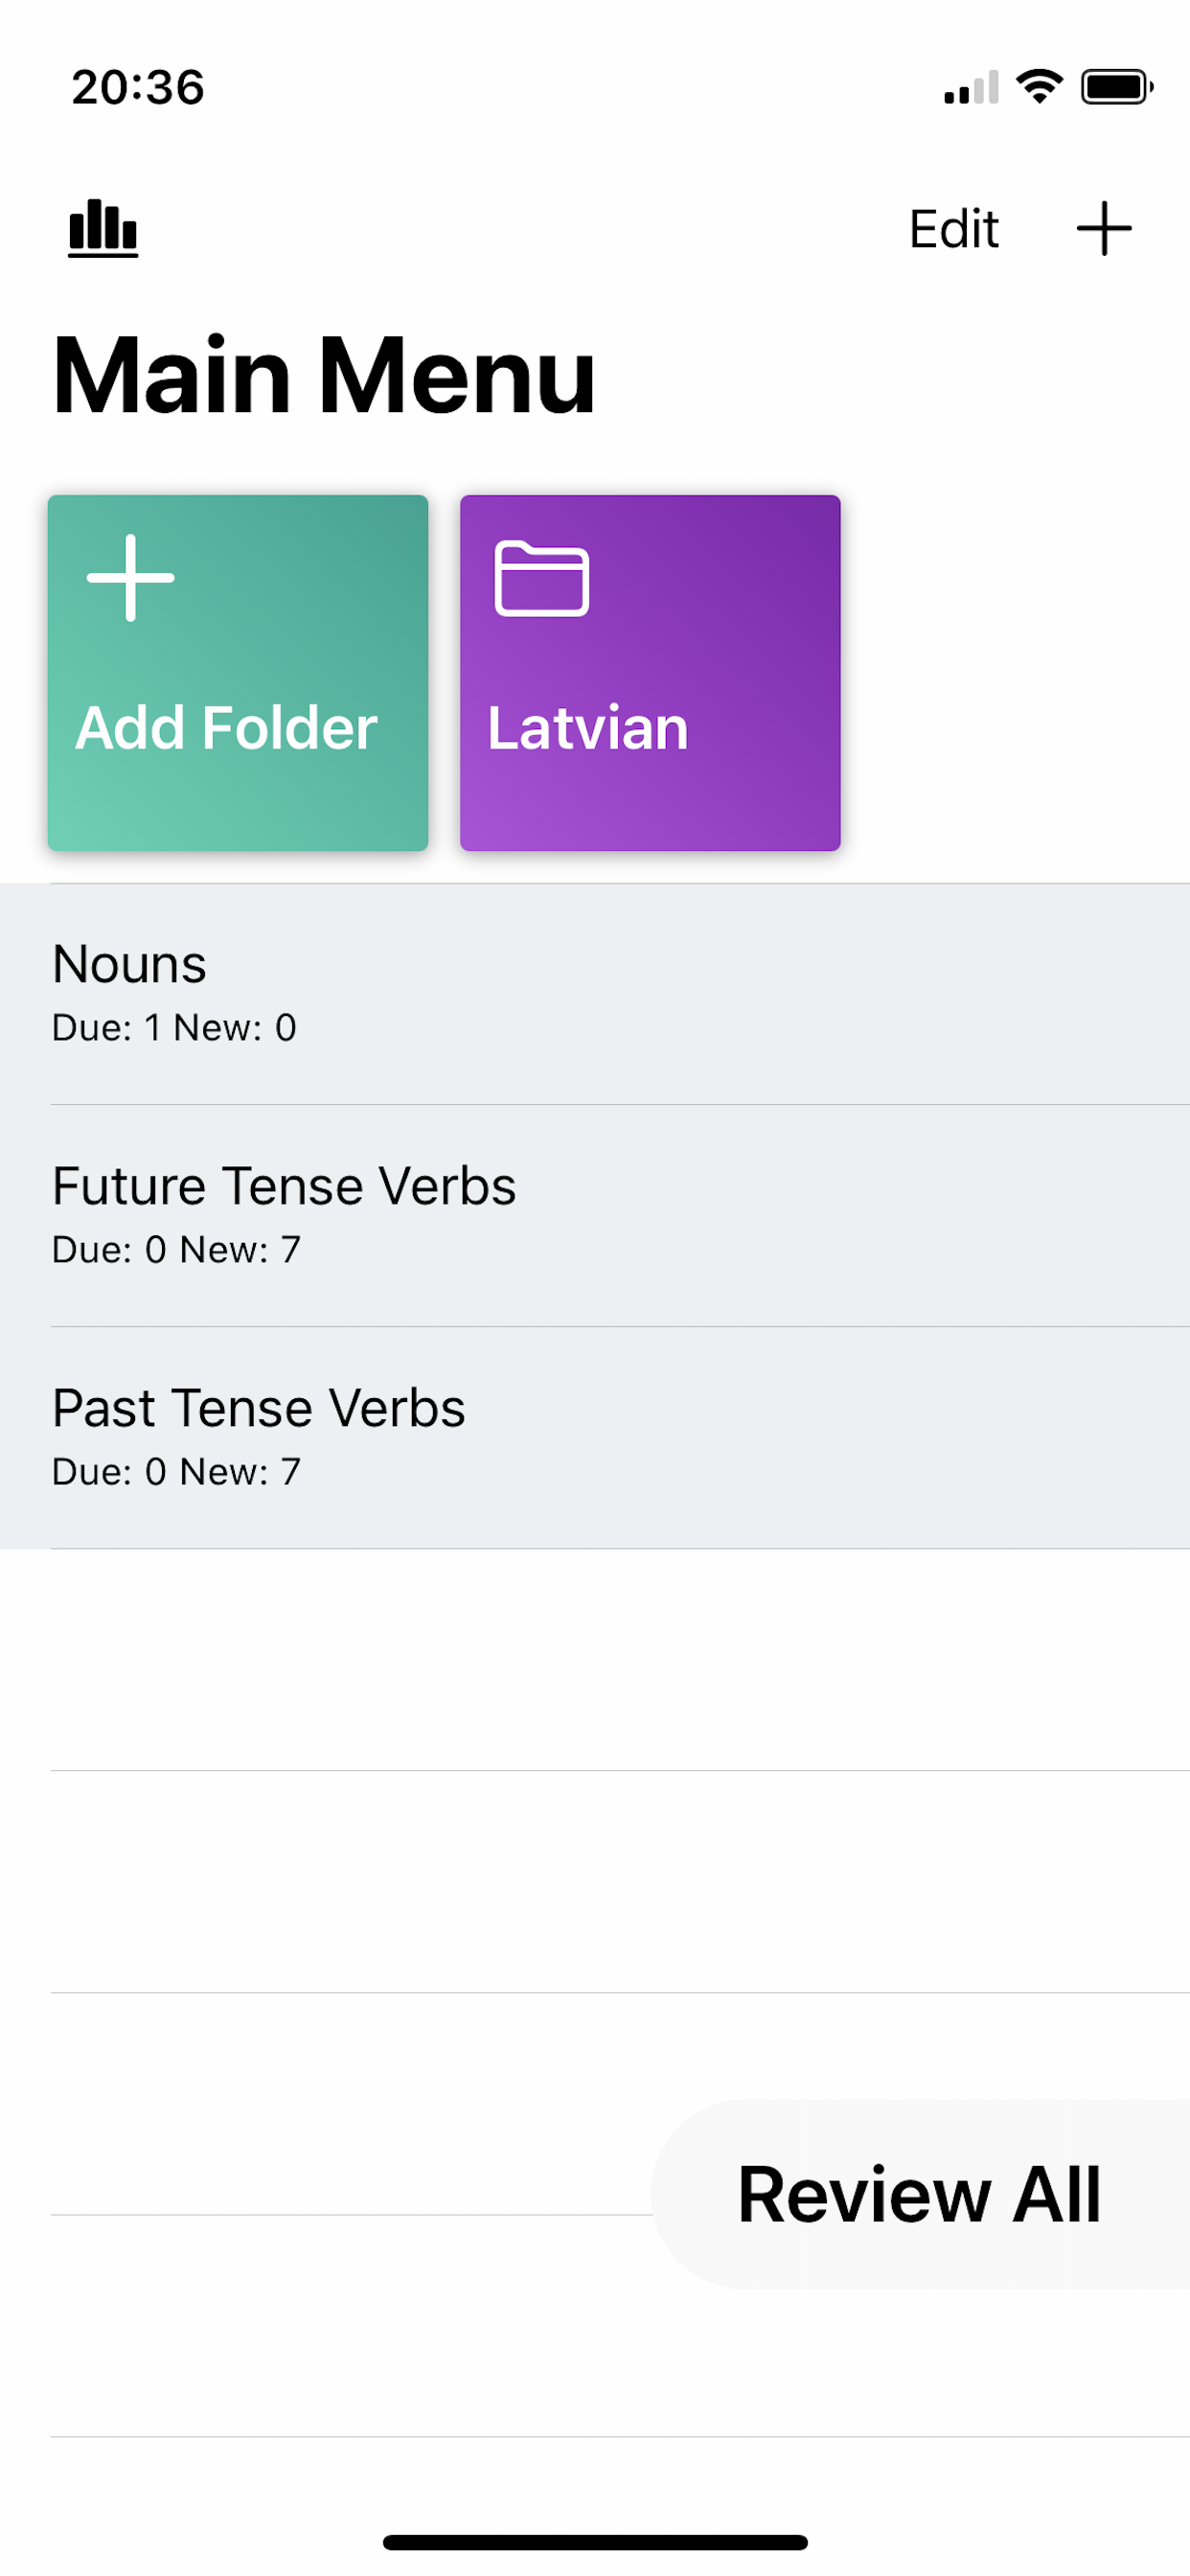 20:36
Edit
Main Menu
Add Folder
Latvian
Nouns
Due: 1 New: 0
Future Tense Verbs
Due: 0 New: 7
Past Tense Verbs
Due: 0 New: 7
Review All